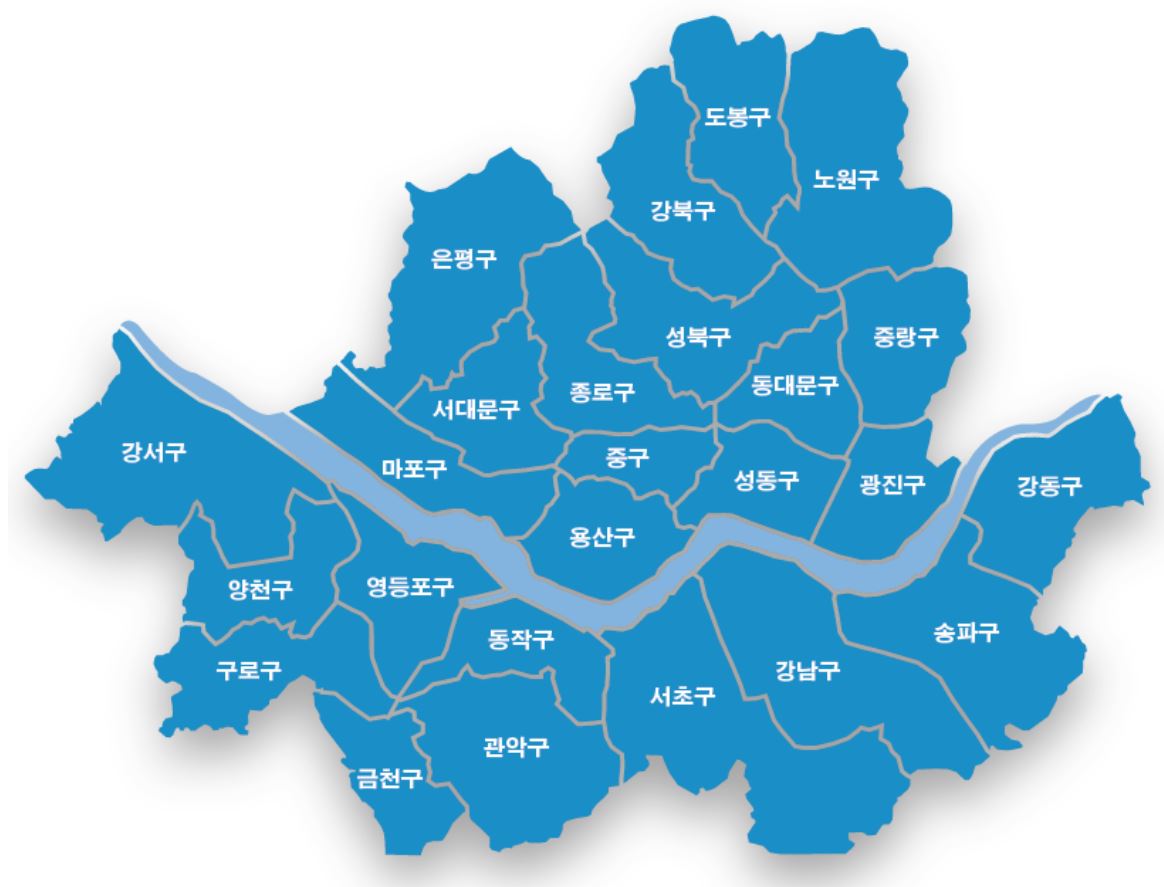 도봉구
노원구
강북구
은평구
성북구
중랑구
동대문구
종로구
서대문구
강서구
마포구
중구
성동구
광진구
강동구
용산구
양천구
영등포구
동작구
송파구
구로구
강남구
서초구
관악구
금천구